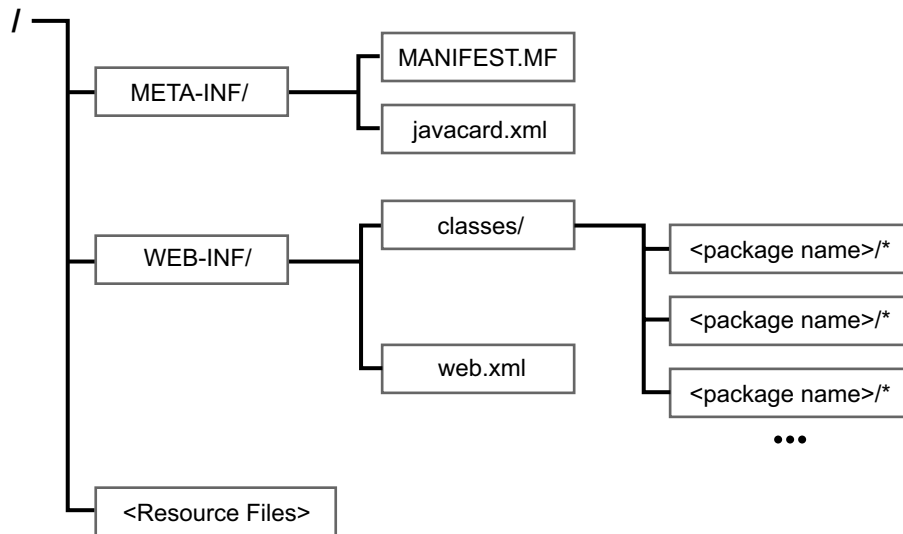 /
META-INF/
MANIFEST.MF
javacard.xml
WEB-INF/
classes/
<package name>/*
<package name>/*
<package name>/*
•••
web.xml
<Resource Files>